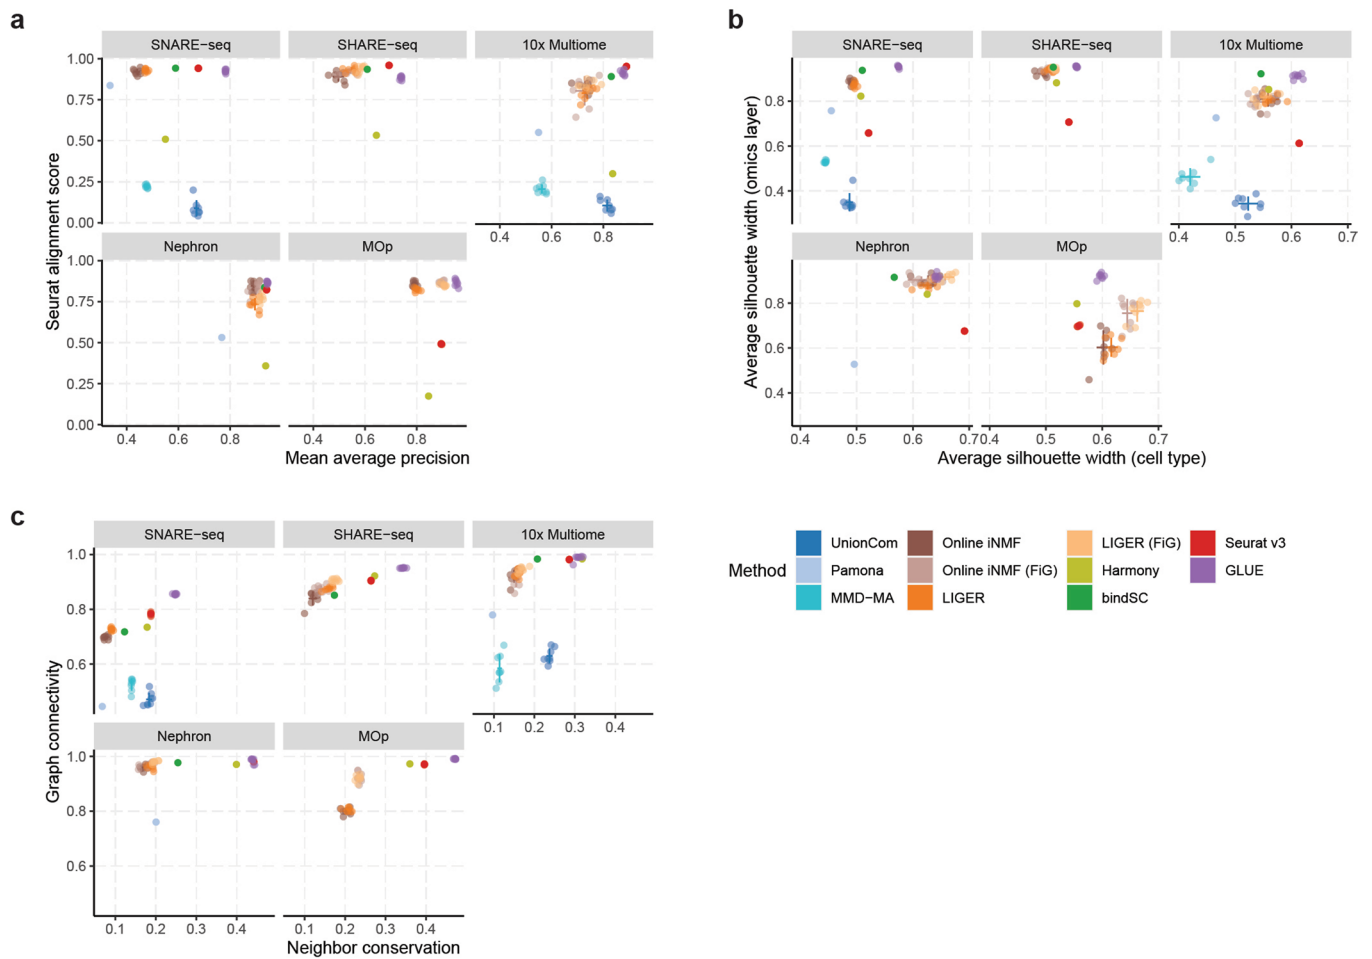 a
SNARE−seq
SHARE−seq
10x Multiome
1.00
0.75
0.50
0.25
0.00
0.4
0.6
0.8
Nephron
MOp
1.00
0.75
0.50
0.25
0.00
0.4
0.6
0.8
0.4
0.6
0.8
Seurat alignment score
Mean average precision
b
SNARE−seq
SHARE−seq
10x Multiome
0.8
0.6
0.4
0.4
0.5
0.6
0.7
Nephron
MOp
0.8
0.6
0.4
0.4
0.5
0.6
0.7
0.4
0.5
0.6
0.7
Average silhouette width (omics layer)
Average silhouette width (cell type)
c
SNARE−seq
SHARE−seq
10x Multiome
1.0
0.8
0.6
0.1
0.2
0.3
0.4
Nephron
MOp
1.0
0.8
0.6
0.1
0.2
0.3
0.4
0.1
0.2
0.3
0.4
Graph connectivity
Neighbor conservation
Method
UnionCom
Pamona
MMD−MA
Online iNMF
Online iNMF (FiG)
LIGER
LIGER (FiG)
Harmony
bindSC
Seurat v3
GLUE